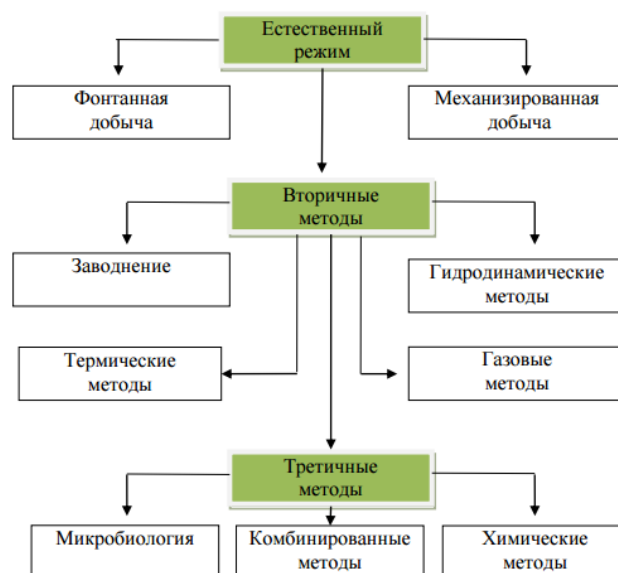 Естественный
режим
Фонтанная
добыча
Механизированная
добыча
Вторичные
методы
Заводнение
Гидродинамические
методы
Термические
методы
Газовые
методы
Третичные
методы
Микробиология
Комбинированные
методы
Химические
методы